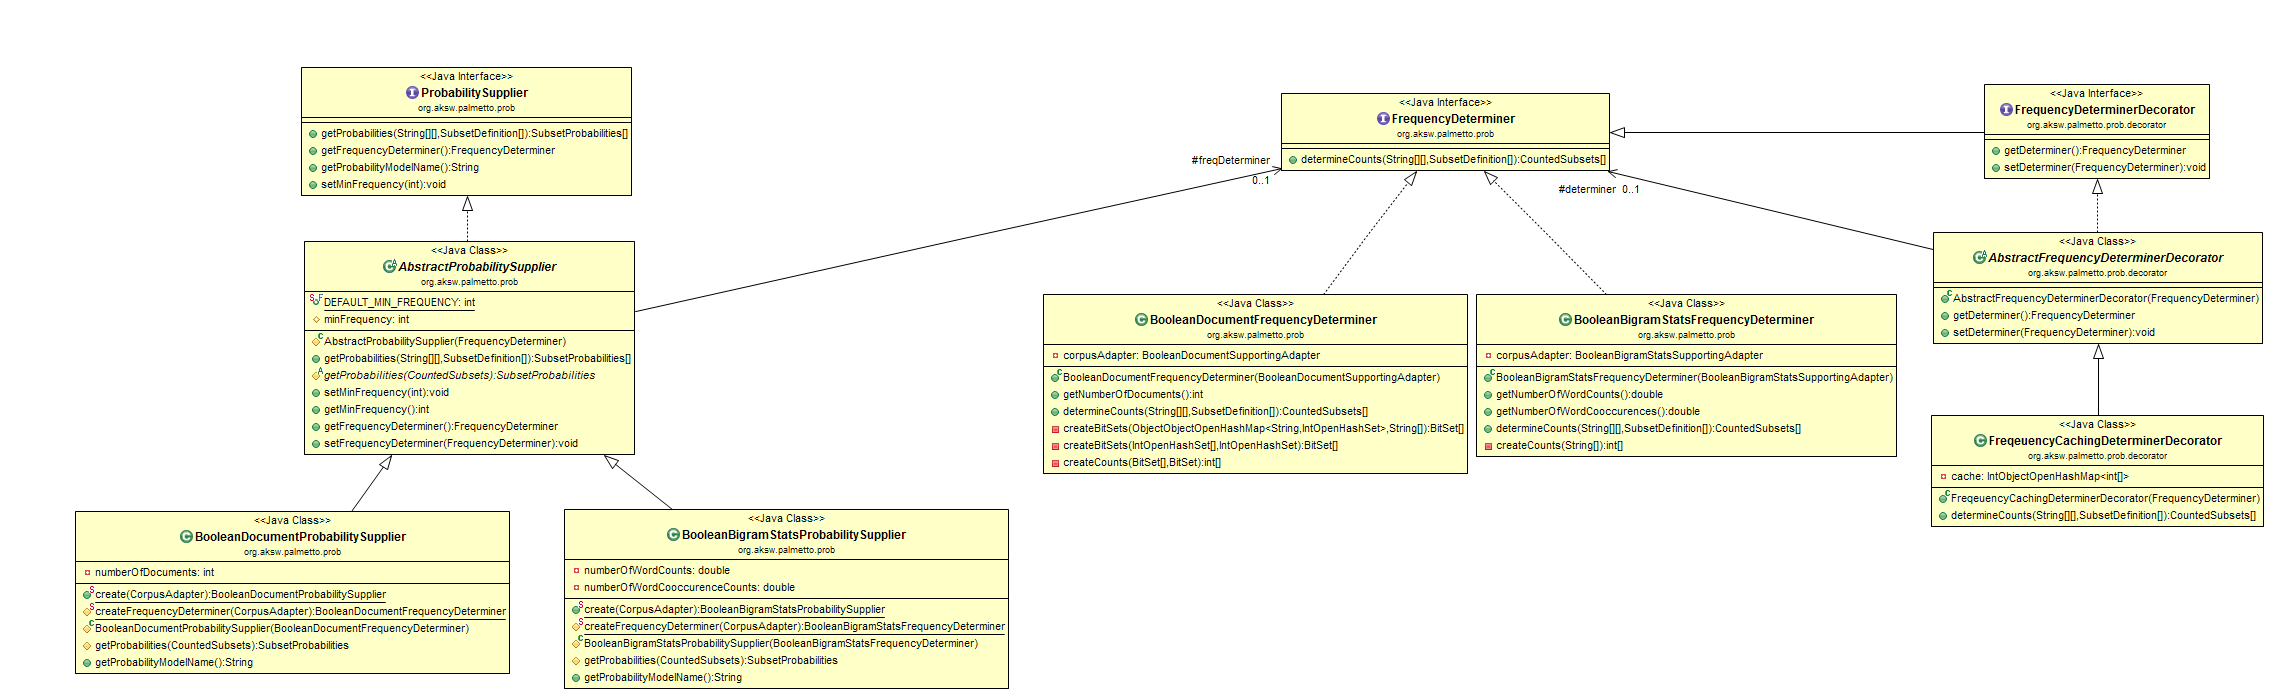 <<Java Interface>>
ProbabilitySupplier
org.aksw.palmetto.prob
getProbabilities(String[][],SubsetDefinition[]):SubsetProbabilities[]
getFrequencyDeterminer():FrequencyDeterminer
getProbabilityModelName():String
setMinFrequency(int):void
<<Java Class>>
AbstractProbabilitySupplier
org.aksw.palmetto.prob
DEFAULT_MIN_FREQUENCY: int
minFrequency: int
AbstractProbabilitySupplier(FrequencyDeterminer)
getProbabilities(String[][],SubsetDefinition[]):SubsetProbabilities[]
getProbabilities(CountedSubsets):SubsetProbabilities
setMinFrequency(int):void
getMinFrequency():int
getFrequencyDeterminer():FrequencyDeterminer
setFrequencyDeterminer(FrequencyDeterminer):void
<<Java Class>>
BooleanDocumentProbabilitySupplier
org.aksw.palmetto.prob
numberOfDocuments: int
create(CorpusAdapter):BooleanDocumentProbabilitySupplier
createFrequencyDeterminer(CorpusAdapter):BooleanDocumentFrequencyDeterminer
BooleanDocumentProbabilitySupplier(BooleanDocumentFrequencyDeterminer)
getProbabilities(CountedSubsets):SubsetProbabilities
getProbabilityModelName():String
<<Java Class>>
BooleanBigramStatsProbabilitySupplier
org.aksw.palmetto.prob
numberOfWordCounts: double
numberOfWordCooccurenceCounts: double
create(CorpusAdapter):BooleanBigramStatsProbabilitySupplier
createFrequencyDeterminer(CorpusAdapter):BooleanBigramStatsFrequencyDeterminer
BooleanBigramStatsProbabilitySupplier(BooleanBigramStatsFrequencyDeterminer)
getProbabilities(CountedSubsets):SubsetProbabilities
getProbabilityModelName():String
#freqDeterminer
0..1
<<Java Interface>>
FrequencyDeterminer
org.aksw.palmetto.prob
determineCounts(String[][],SubsetDefinition[]):CountedSubsets[]
#determiner 0..1
<<Java Class>>
BooleanDocumentFrequencyDeterminer
org.aksw.palmetto.prob
corpusAdapter: BooleanDocumentSupportingAdapter
BooleanDocumentFrequencyDeterminer(BooleanDocumentSupportingAdapter)
getNumberOfDocuments():int
determineCounts(String[][],SubsetDefinition[]):CountedSubsets[]
createBitSets(ObjectObjectOpenHashMap<String,IntOpenHashSet>,String[]):BitSet[]
createBitSets(IntOpenHashSet[],IntOpenHashSet):BitSet[]
createCounts(BitSet[],BitSet):int[]
<<Java Class>>
BooleanBigramStatsFrequencyDeterminer
org.aksw.palmetto.prob
corpusAdapter: BooleanBigramStatsSupportingAdapter
BooleanBigramStatsFrequencyDeterminer(BooleanBigramStatsSupportingAdapter)
getNumberOfWordCounts():double
getNumberOfWordCooccurences():double
determineCounts(String[][],SubsetDefinition[]):CountedSubsets[]
createCounts(String[]):int[]
<<Java Interface>>
FrequencyDeterminerDecorator
org.aksw.palmetto.prob.decorator
getDeterminer():FrequencyDeterminer
setDeterminer(FrequencyDeterminer):void
<<Java Class>>
AbstractFrequencyDeterminerDecorator
org.aksw.palmetto.prob.decorator
AbstractFrequencyDeterminerDecorator(FrequencyDeterminer)
getDeterminer():FrequencyDeterminer
setDeterminer(FrequencyDeterminer):void
<<Java Class>>
FreqeuencyCachingDeterminerDecorator
org.aksw.palmetto.prob.decorator
cache: IntObjectOpenHashMap<int[]>
FreqeuencyCachingDeterminerDecorator(FrequencyDeterminer)
determineCounts(String[][],SubsetDefinition[]):CountedSubsets[]